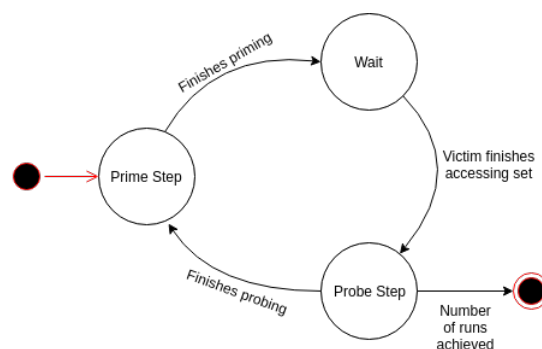 Finishes priming
Wait
Prime Step
Victim finishes
accessing set
Finishes probing
Probe Step
Number
of runs
achieved